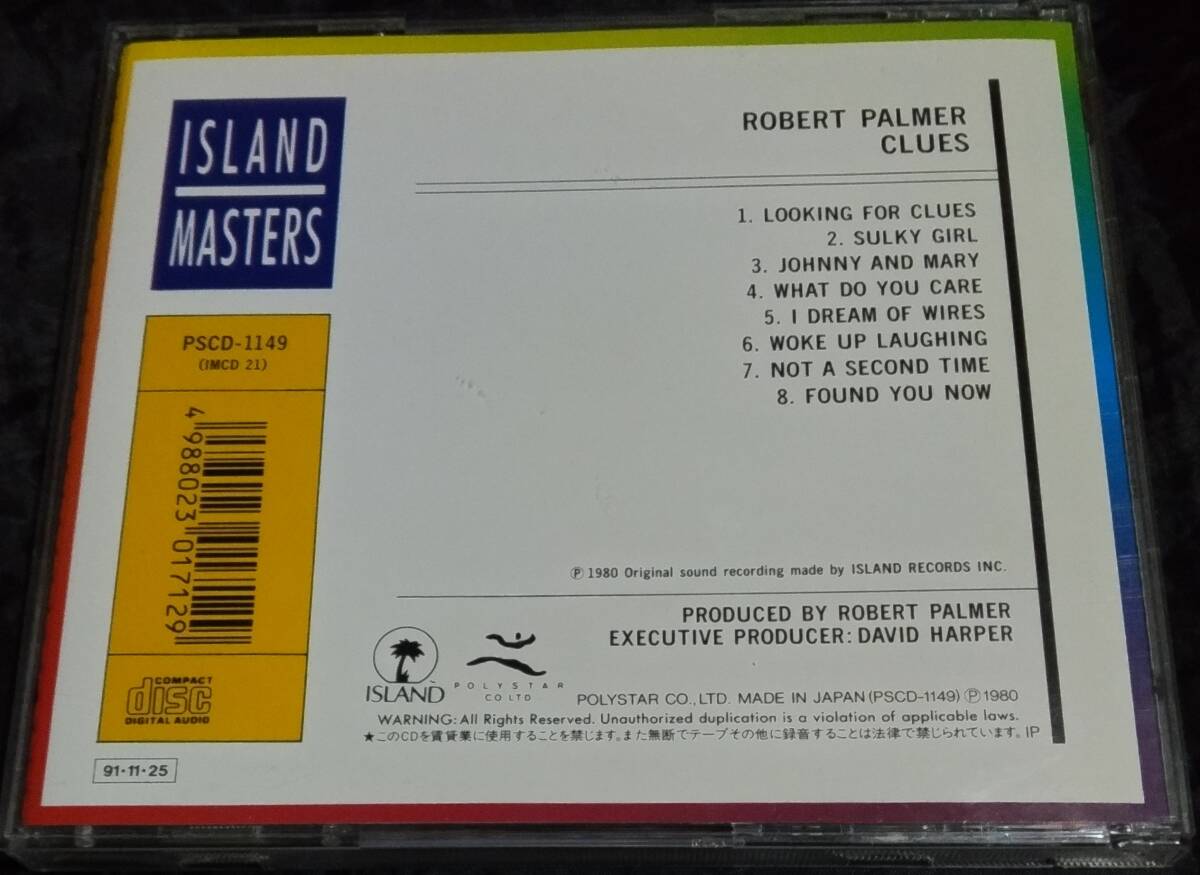 ISLAND
MASTERS
PSCD-1149
(IMCD 21)
4 988023 017129
COMPACT
disc
DIGITAL AUDIO
91・11・25
ROBERT PALMER
CLUES
1. LOOKING FOR CLUES
2. SULKY GIRL
3. JOHNNY AND MARY
4. WHAT DO YOU CARE
5. I DREAM OF WIRES
6. WOKE UP LAUGHING
7. NOT A SECOND TIME
8. FOUND YOU NOW
Ⓟ 1980 Original sound recording made by ISLAND RECORDS INC.
PRODUCED BY ROBERT PALMER
EXECUTIVE PRODUCER: DAVID HARPER
ISLAND
POLYSTAR
CO LTD
POLYSTAR CO., LTD. MADE IN JAPAN (PSCD-1149) Ⓟ 1980
WARNING: All Rights Reserved. Unauthorized duplication is a violation of applicable laws.
★このCDを賃貸業に使用することを禁じます。また無断でテープその他に録音することは法律で禁じられています。IP